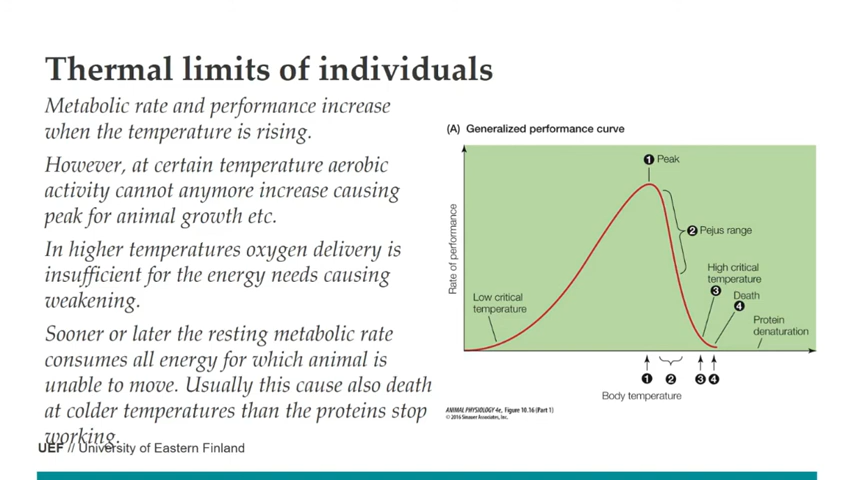 Thermal limits of individuals
Metabolic rate and performance increase
when the temperature is rising.
However, at certain temperature aerobic
activity cannot anymore increase causing
peak for animal growth etc.
In higher temperatures oxygen delivery is
insufficient for the energy needs causing
weakening.
Sooner or later the resting metabolic rate
consumes all energy for which animal is
unable to move. Usually this cause also death
at colder temperatures than the proteins stop
working.
UEF // University of Eastern Finland
(A) Generalized performance curve
Rate of performance
1 Peak
2 Pejus range
High critical
temperature
3
Death
4
Protein
denaturation
Low critical
temperature
1 2 3 4
Body temperature
ANIMAL PHYSIOLOGY 4e, Figure 10.16 (Part 1)
© 2016 Sinauer Associates, Inc.